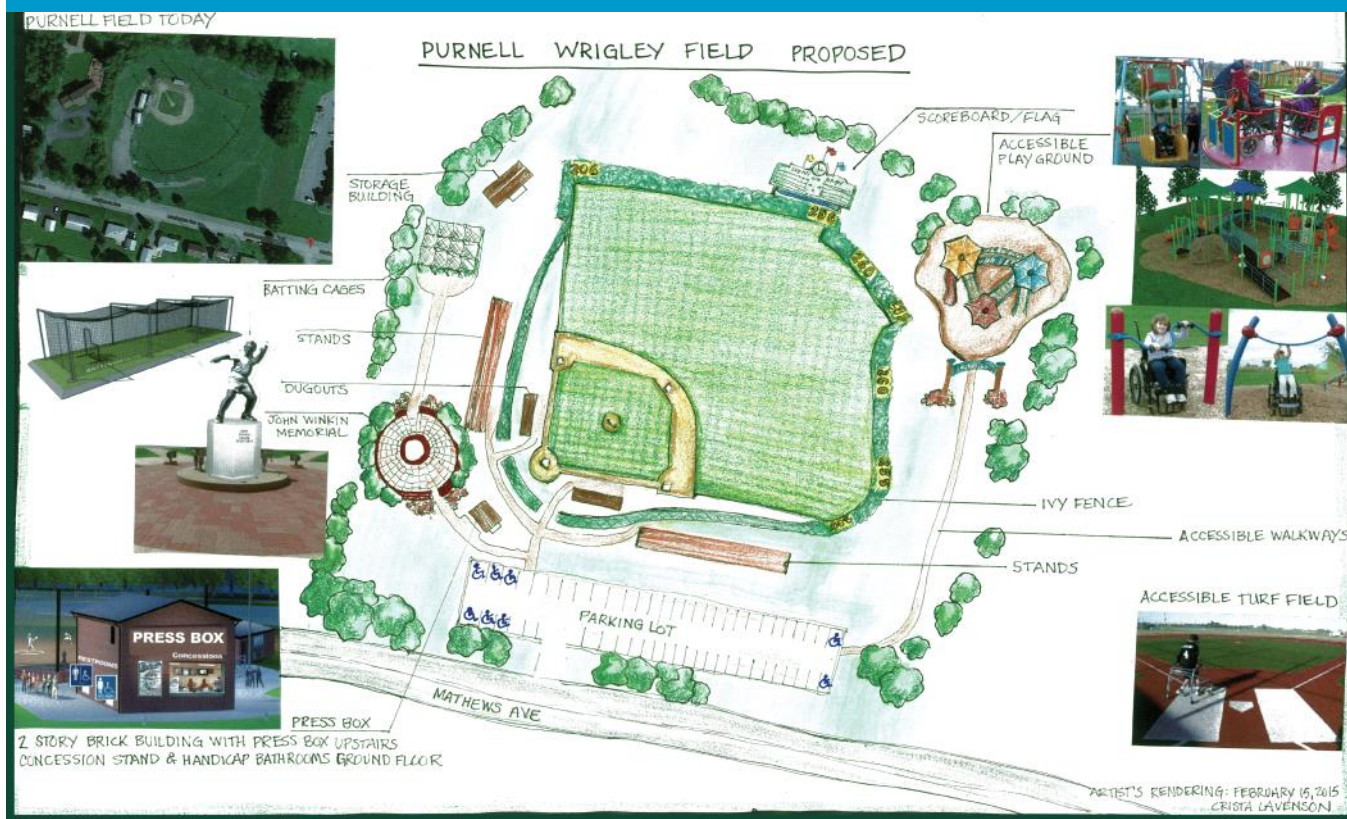 PURNELL FIELD TODAY
PURNELL WRIGLEY FIELD PROPOSED
SCOREBOARD/FLAG
ACCESSIBLE
PLAYGROUND
STORAGE
BUILDING
306
BATTING CAGES
STANDS
DUGOUTS
JOHN WINKIN
MEMORIAL
IVY FENCE
ACCESSIBLE WALKWAYS
STANDS
ACCESSIBLE TURF FIELD
PARKING LOT
PRESS BOX
Concessions
RESTROOMS
MATHEWS AVE
PRESS BOX
2 STORY BRICK BUILDING WITH PRESS BOX UPSTAIRS
CONCESSION STAND & HANDICAP BATHROOMS GROUND FLOOR
ARTIST'S RENDERING: FEBRUARY 15, 2015
CRISTA LAVENSON